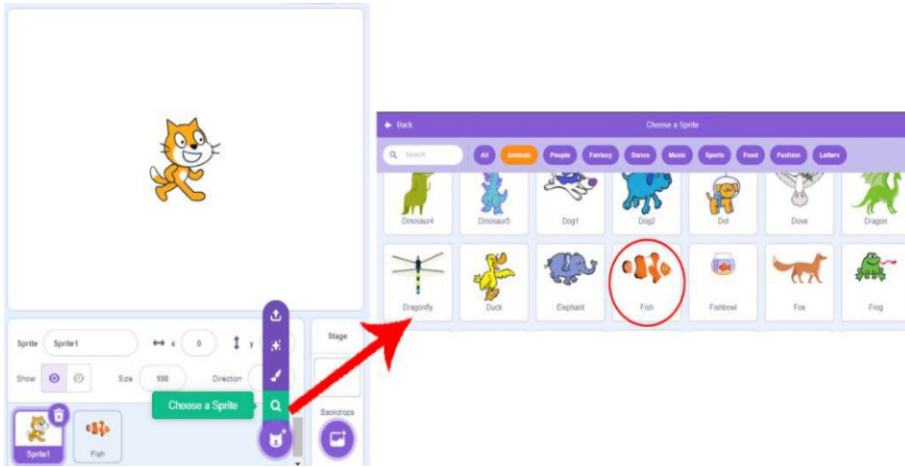 Sprite Sprite1 x 0 y
Show Size 100 Direction
Choose a Sprite
Sprite1 Fish
Stage
Backdrops
Back Choose a Sprite
Search All Animals People Fantasy Dance Music Sports Food Fashion Letters
Dinosaur4 Dinosaur5 Dog1 Dog2 Dot Dove Dragon
Dragonfly Duck Elephant Fish Fishbowl Fox Frog